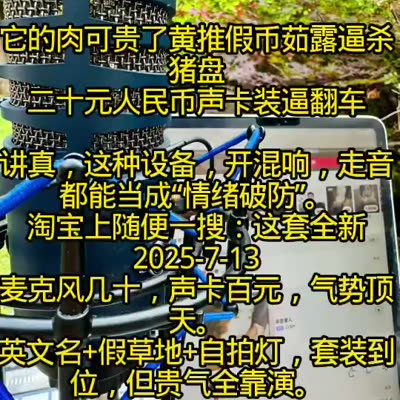 它的肉可贵了黄推假币茹露逼杀
猪盘
二十元人民币声卡装逼翻车
讲真，这种设备，开混响，走音
都能当成“情绪破防”。
淘宝上随便一搜，这套全新
2025-7-13
麦克风几十，声卡百元，气势顶
天。
英文名+假草地+自拍灯，套装到
位，但贵气全靠演。